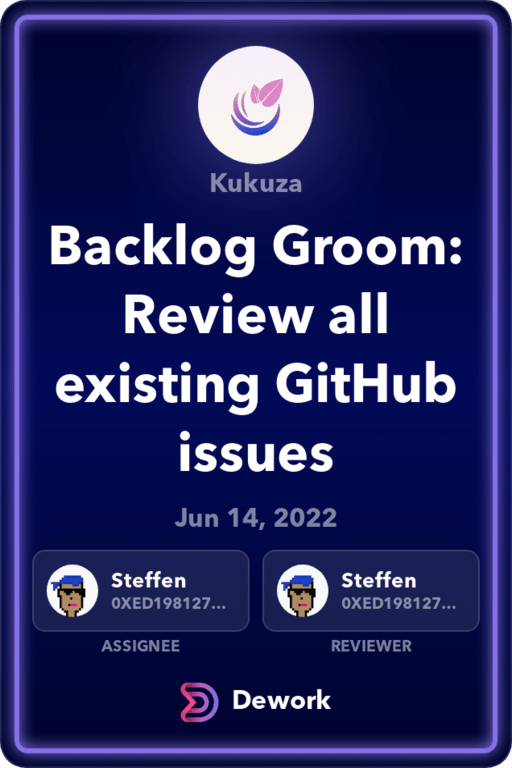 Kukuza
Backlog Groom:
Review all
existing GitHub
issues
Jun 14, 2022
Steffen
0XED198127...
ASSIGNEE
Steffen
0XED198127...
REVIEWER
Dework